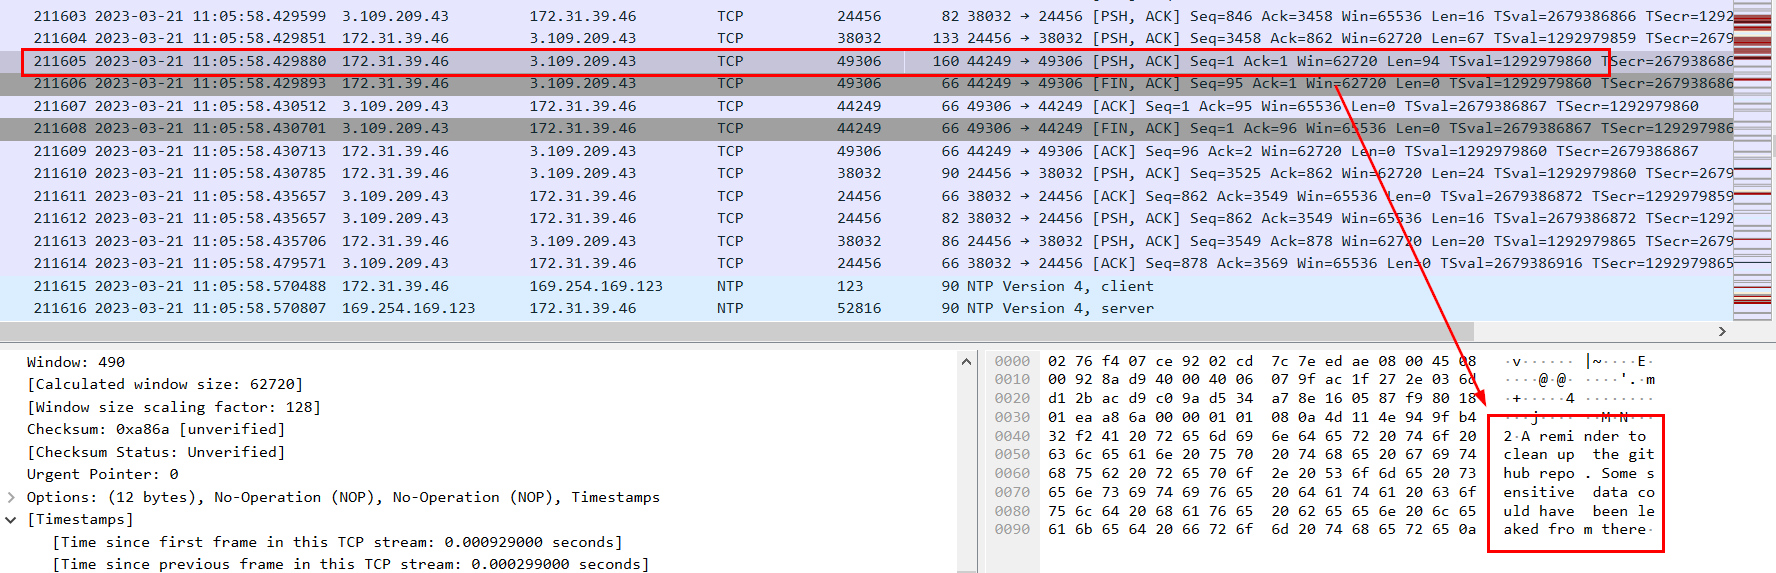 211603 2023-03-21 11:05:58.429599 3.109.209.43 172.31.39.46 TCP 24456 82 38032 → 24456 [PSH, ACK] Seq=846 Ack=3458 Win=65536 Len=16 TSval=2679386866 TSecr=1292
211604 2023-03-21 11:05:58.429851 172.31.39.46 3.109.209.43 TCP 38032 133 24456 → 38032 [PSH, ACK] Seq=3458 Ack=862 Win=62720 Len=67 TSval=1292979859 TSecr=2679
211605 2023-03-21 11:05:58.429880 172.31.39.46 3.109.209.43 TCP 49306 160 44249 → 49306 [PSH, ACK] Seq=1 Ack=1 Win=62720 Len=94 TSval=1292979860 TSecr=267938686
211606 2023-03-21 11:05:58.429893 172.31.39.46 3.109.209.43 TCP 49306 66 44249 → 49306 [FIN, ACK] Seq=95 Ack=1 Win=62720 Len=0 TSval=1292979860 TSecr=267938686
211607 2023-03-21 11:05:58.430512 3.109.209.43 172.31.39.46 TCP 44249 66 49306 → 44249 [ACK] Seq=1 Ack=95 Win=65536 Len=0 TSval=2679386867 TSecr=1292979860
211608 2023-03-21 11:05:58.430701 3.109.209.43 172.31.39.46 TCP 44249 66 49306 → 44249 [FIN, ACK] Seq=1 Ack=96 Win=65536 Len=0 TSval=2679386867 TSecr=129297986
211609 2023-03-21 11:05:58.430713 172.31.39.46 3.109.209.43 TCP 49306 66 44249 → 49306 [ACK] Seq=96 Ack=2 Win=62720 Len=0 TSval=1292979860 TSecr=2679386867
211610 2023-03-21 11:05:58.430785 172.31.39.46 3.109.209.43 TCP 38032 90 24456 → 38032 [PSH, ACK] Seq=3525 Ack=862 Win=62720 Len=24 TSval=1292979860 TSecr=2679
211611 2023-03-21 11:05:58.435657 3.109.209.43 172.31.39.46 TCP 24456 66 38032 → 24456 [ACK] Seq=862 Ack=3549 Win=65536 Len=0 TSval=2679386872 TSecr=1292979859
211612 2023-03-21 11:05:58.435657 3.109.209.43 172.31.39.46 TCP 24456 82 38032 → 24456 [PSH, ACK] Seq=862 Ack=3549 Win=65536 Len=16 TSval=2679386872 TSecr=1292
211613 2023-03-21 11:05:58.435706 172.31.39.46 3.109.209.43 TCP 38032 86 24456 → 38032 [PSH, ACK] Seq=3549 Ack=878 Win=62720 Len=20 TSval=1292979865 TSecr=2679
211614 2023-03-21 11:05:58.479571 3.109.209.43 172.31.39.46 TCP 24456 66 38032 → 24456 [ACK] Seq=878 Ack=3569 Win=65536 Len=0 TSval=2679386916 TSecr=1292979865
211615 2023-03-21 11:05:58.570488 172.31.39.46 169.254.169.123 NTP 123 90 NTP Version 4, client
211616 2023-03-21 11:05:58.570807 169.254.169.123 172.31.39.46 NTP 52816 90 NTP Version 4, server
Window: 490
[Calculated window size: 62720]
[Window size scaling factor: 128]
Checksum: 0xa86a [unverified]
[Checksum Status: Unverified]
Urgent Pointer: 0
Options: (12 bytes), No-Operation (NOP), No-Operation (NOP), Timestamps
[Timestamps]
[Time since first frame in this TCP stream: 0.000929000 seconds]
[Time since previous frame in this TCP stream: 0.000299000 seconds]
0000 02 76 f4 07 ce 92 02 cd 7c 7e ed ae 08 00 45 08 ·v······ |~····E·
0010 00 92 8a d9 40 00 40 06 07 9f ac 1f 27 2e 03 6d ····@·@· ····'.·m
0020 d1 2b ac d9 c0 9a d5 34 a7 8e 16 05 87 f9 80 18 ·+·····4 ········
0030 01 ea a8 6a 00 00 01 01 08 0a 4d 11 4e 94 9f b4 ···j···· ··M·N···
0040 32 f2 41 20 72 65 6d 69 6e 64 65 72 20 74 6f 20 2·A remi nder to
0050 63 6c 65 61 6e 20 75 70 20 74 68 65 20 67 69 74 clean up the git
0060 68 75 62 20 72 65 70 6f 2e 20 53 6f 6d 65 20 73 hub repo . Some s
0070 65 6e 73 69 74 69 76 65 20 64 61 74 61 20 63 6f ensitive data co
0080 75 6c 64 20 68 61 76 65 20 62 65 65 6e 20 6c 65 uld have been le
0090 61 6b 65 64 20 66 72 6f 6d 20 74 68 65 72 65 0a aked fro m there·